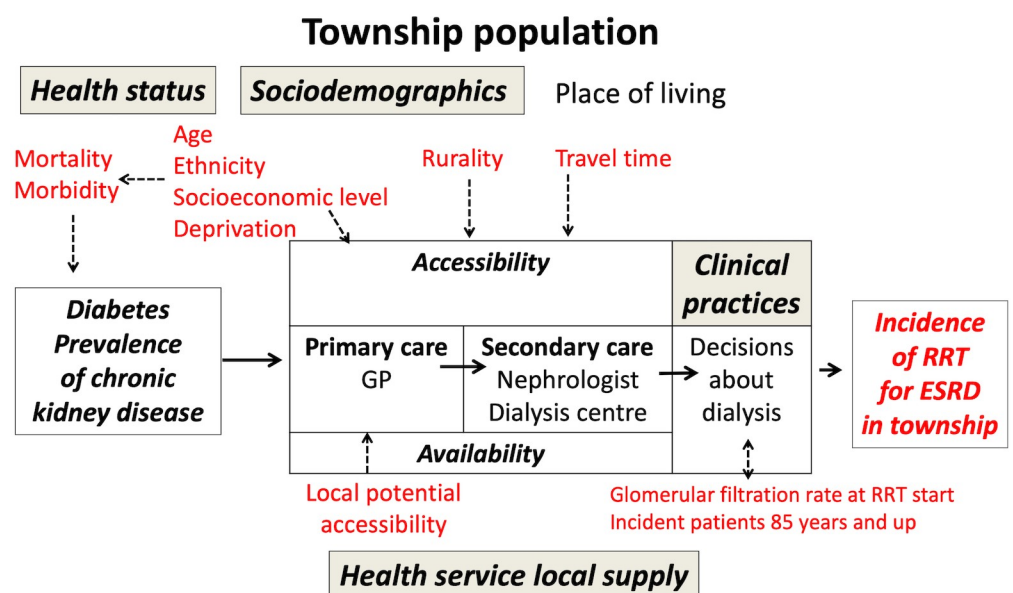 Township population
Health status
Sociodemographics
Place of living
Mortality
Morbidity
Age
Ethnicity
Socioeconomic level
Deprivation
Rurality
Travel time
Accessibility
Clinical
practices
Diabetes
Prevalence
of chronic
kidney disease
Primary care
GP
Secondary care
Nephrologist
Dialysis centre
Decisions
about
dialysis
Incidence
of RRT
for ESRD
in township
Availability
Local potential
accessibility
Glomerular filtration rate at RRT start
Incident patients 85 years and up
Health service local supply